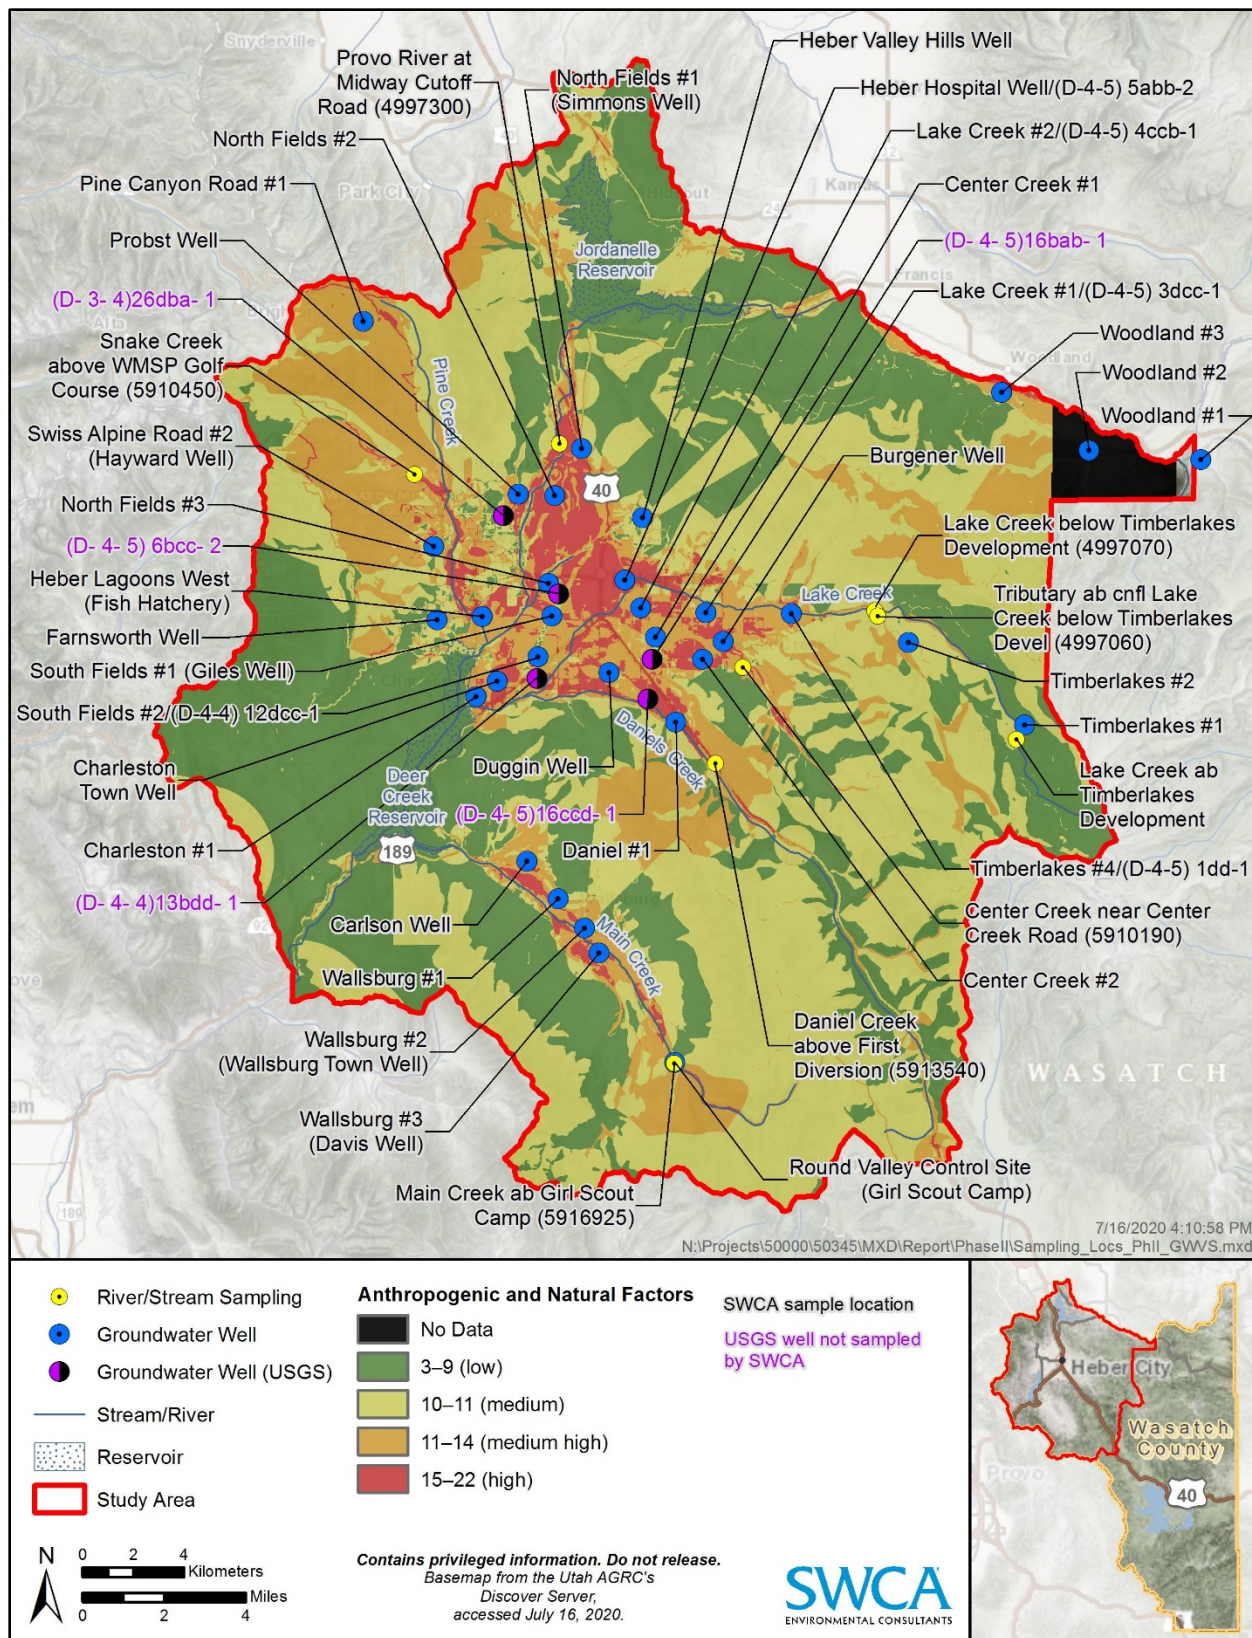 Snyderville
Provo River at
Midway Cutoff
Road (4997300)
North Fields #1
(Simmons Well)
Heber Valley Hills Well
Heber Hospital Well/(D-4-5) 5abb-2
North Fields #2
Lake Creek #2/(D-4-5) 4ccb-1
Pine Canyon Road #1
Park City
Kamas
Center Creek #1
Probst Well
Jordanelle
Reservoir
(D- 4- 5)16bab- 1
(D- 3- 4)26dba- 1
Francis
Lake Creek #1/(D-4-5) 3dcc-1
Alta
Snake Creek
above WMSP Golf
Course (5910450)
Pine Creek
Woodland
Woodland #3
Woodland #2
Woodland #1
Swiss Alpine Road #2
(Hayward Well)
Burgener Well
40
North Fields #3
Lake Creek below Timberlakes
Development (4997070)
(D- 4- 5) 6bcc- 2
Heber Lagoons West
(Fish Hatchery)
Lake Creek
Tributary ab cnfl Lake
Creek below Timberlakes
Devel (4997060)
Farnsworth Well
South Fields #1 (Giles Well)
Timberlakes #2
South Fields #2/(D-4-4) 12dcc-1
Timberlakes #1
Charleston
Town Well
Daniels Creek
Duggin Well
Deer
Creek
Reservoir
Lake Creek ab
Timberlakes
Development
(D- 4- 5)16ccd- 1
Charleston #1
189
Daniel #1
Timberlakes #4/(D-4-5) 1dd-1
(D- 4- 4)13bdd- 1
Carlson Well
Center Creek near Center
Creek Road (5910190)
Main Creek
Wallsburg #1
Center Creek #2
Wallsburg #2
(Wallsburg Town Well)
Daniel Creek
above First
Diversion (5913540)
WASATCH
Wallsburg #3
(Davis Well)
Round Valley Control Site
(Girl Scout Camp)
Main Creek ab Girl Scout
Camp (5916925)
189
7/16/2020 4:10:58 PM
N:\Projects\50000\50345\MXD\Report\PhaseII\Sampling_Locs_PhII_GWVS.mxd
River/Stream Sampling
Groundwater Well
Groundwater Well (USGS)
Stream/River
Reservoir
Study Area
Anthropogenic and Natural Factors
No Data
3–9 (low)
10–11 (medium)
11–14 (medium high)
15–22 (high)
SWCA sample location
USGS well not sampled
by SWCA
N
0 2 4
Kilometers
Miles
0 2 4
Contains privileged information. Do not release.
Basemap from the Utah AGRC's
Discover Server,
accessed July 16, 2020.
SWCA
ENVIRONMENTAL CONSULTANTS
Heber City
Wasatch
County
Provo
40